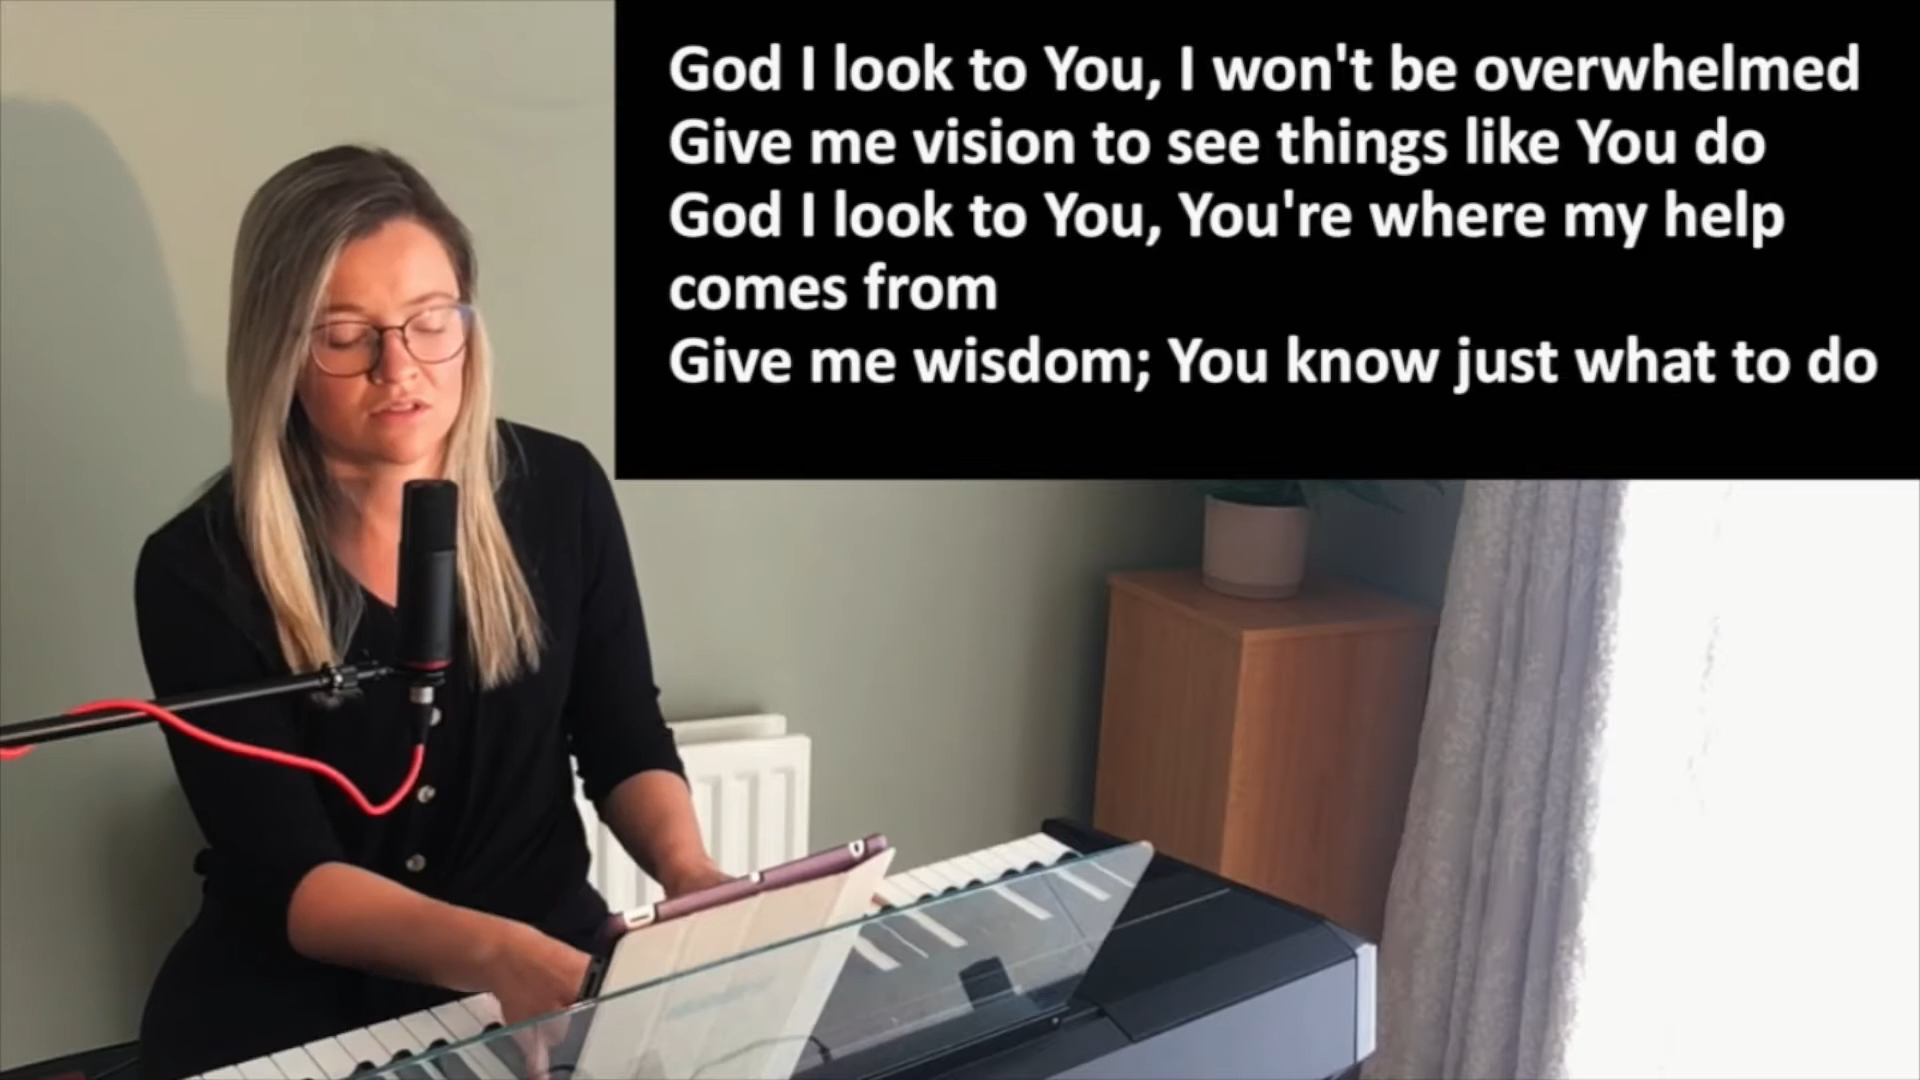 God I look to You, I won't be overwhelmed
Give me vision to see things like You do
God I look to You, You're where my help
comes from
Give me wisdom; You know just what to do